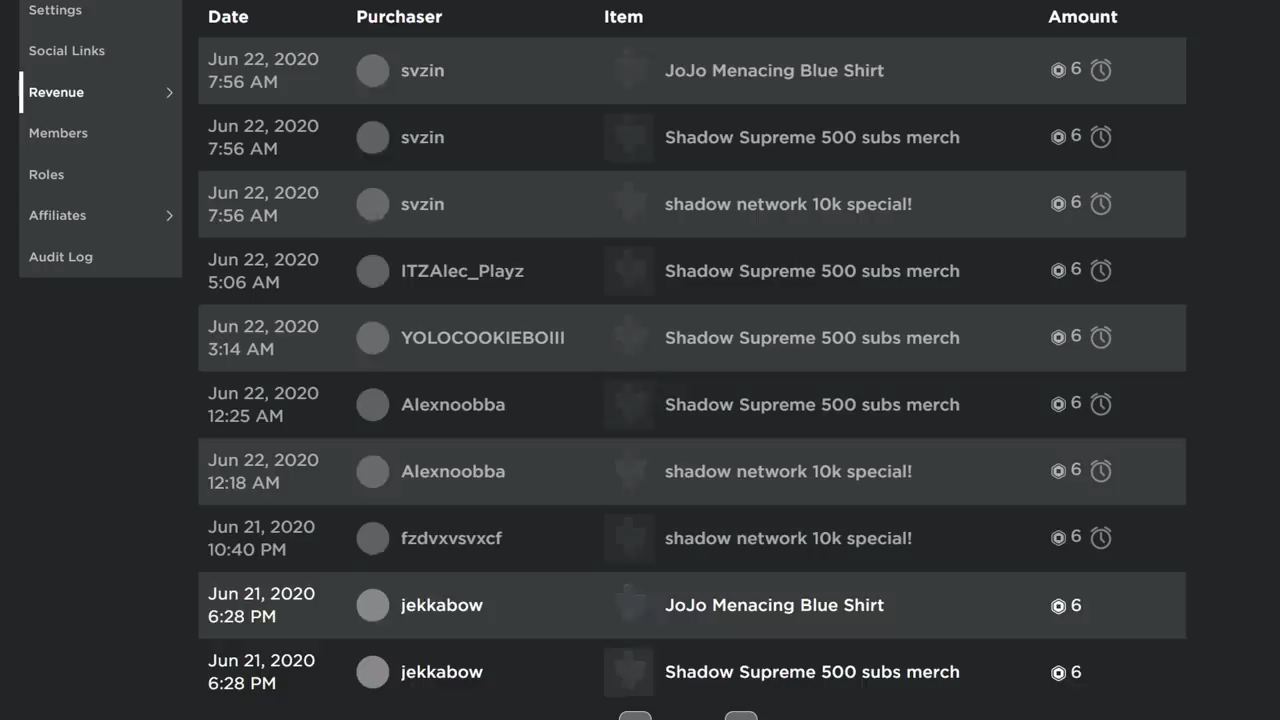 Settings
Social Links
Revenue
Members
Roles
Affiliates
Audit Log
Date Purchaser Item Amount
Jun 22, 2020
7:56 AM
svzin JoJo Menacing Blue Shirt 6
Jun 22, 2020
7:56 AM
svzin Shadow Supreme 500 subs merch 6
Jun 22, 2020
7:56 AM
svzin shadow network 10k special! 6
Jun 22, 2020
5:06 AM
ITZAlec_Playz Shadow Supreme 500 subs merch 6
Jun 22, 2020
3:14 AM
YOLOCOOKIEBOIII Shadow Supreme 500 subs merch 6
Jun 22, 2020
12:25 AM
Alexnoobba Shadow Supreme 500 subs merch 6
Jun 22, 2020
12:18 AM
Alexnoobba shadow network 10k special! 6
Jun 21, 2020
10:40 PM
fzdvxvsvxcf shadow network 10k special! 6
Jun 21, 2020
6:28 PM
jekkabow JoJo Menacing Blue Shirt 6
Jun 21, 2020
6:28 PM
jekkabow Shadow Supreme 500 subs merch 6